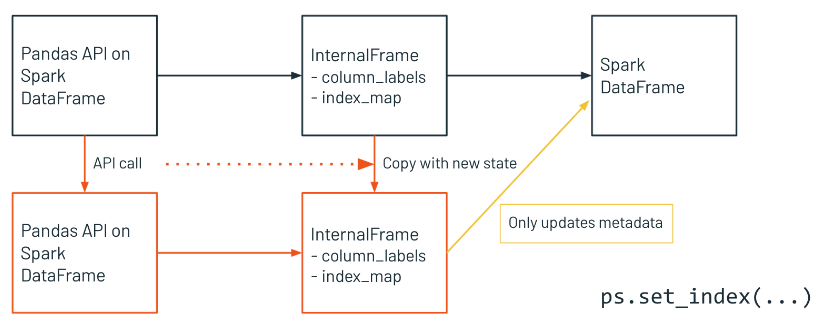 Pandas API on
Spark
DataFrame
InternalFrame
- column_labels
- index_map
Spark
DataFrame
API call
Copy with new state
Pandas API on
Spark
DataFrame
InternalFrame
- column_labels
- index_map
Only updates metadata
ps.set_index(...)